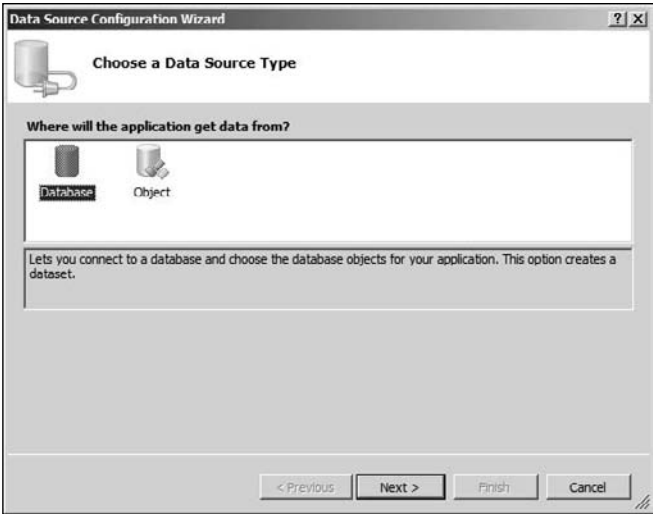 Data Source Configuration Wizard
Choose a Data Source Type
Where will the application get data from?
Database
Object
Lets you connect to a database and choose the database objects for your application. This option creates a
dataset.
< Previous
Next >
Finish
Cancel